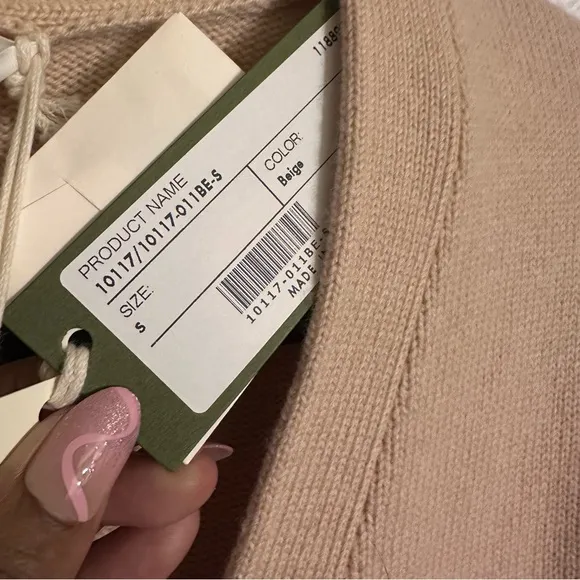 PRODUCT NAME
10117/10117-011BE-S
SIZE:
S
COLOR:
Beige
10117-011BE-S
MADE